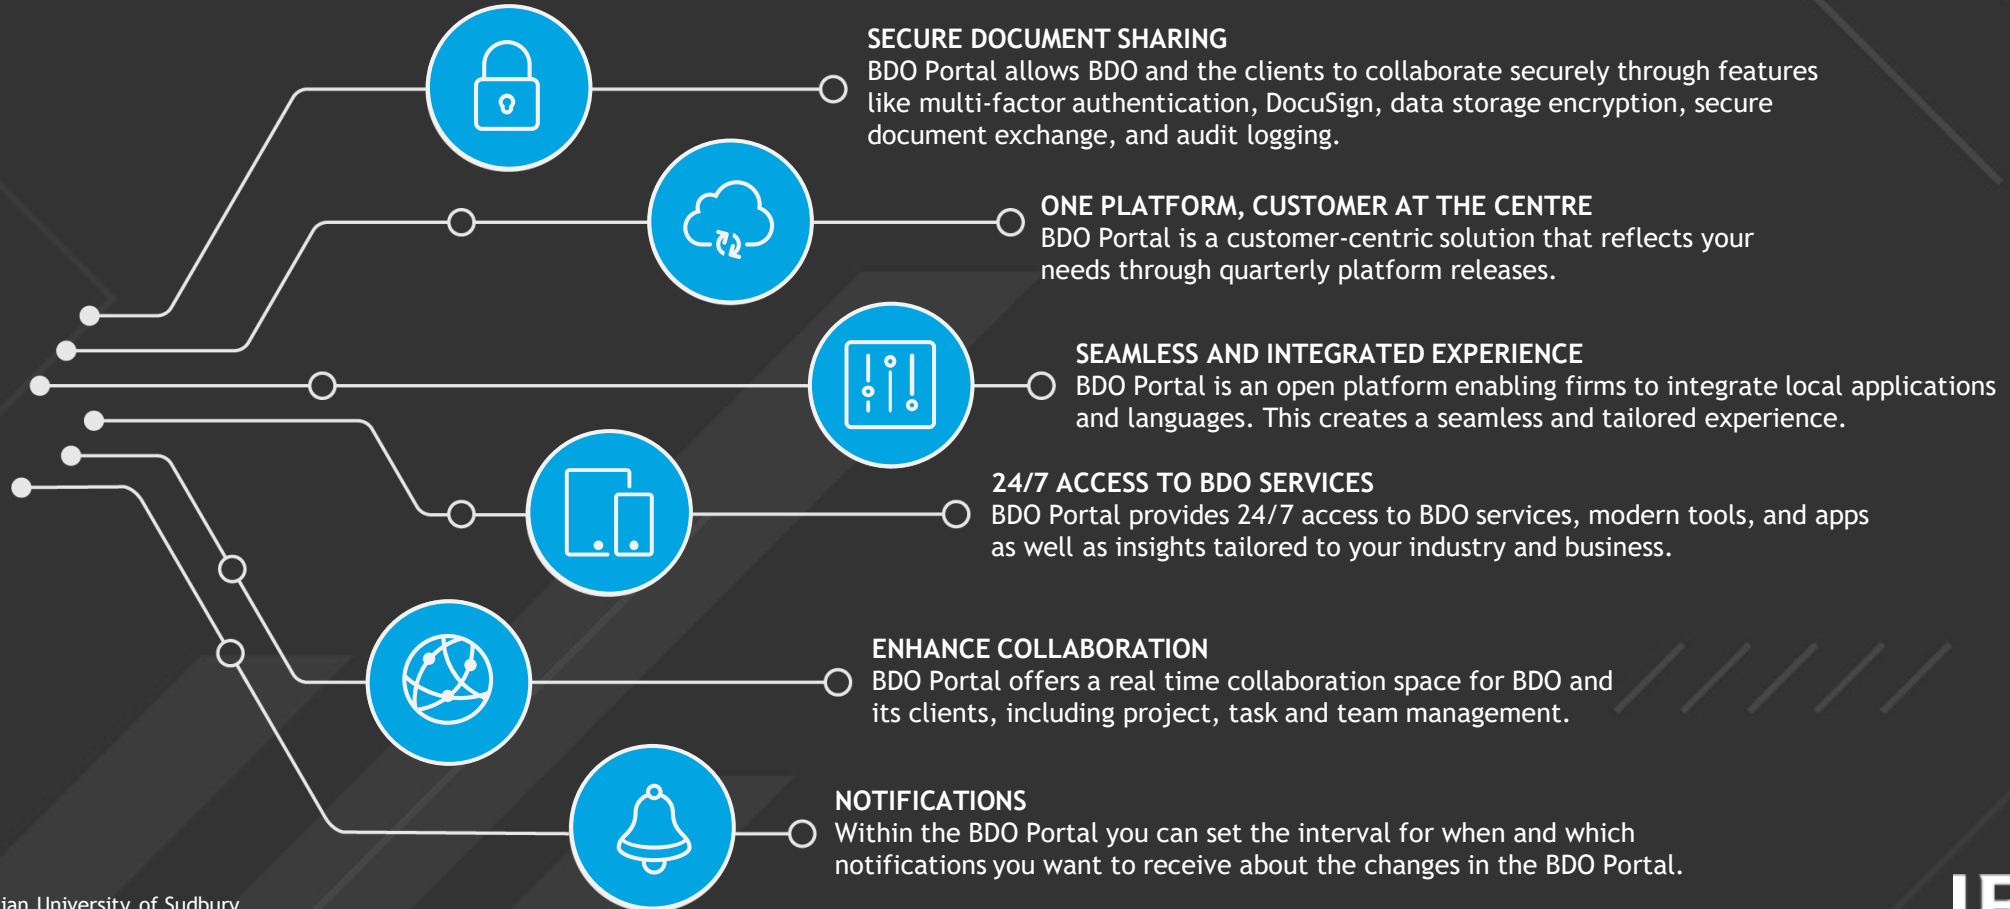 SECURE DOCUMENT SHARING
BDO Portal allows BDO and the clients to collaborate securely through features
like multi-factor authentication, DocuSign, data storage encryption, secure
document exchange, and audit logging.
ONE PLATFORM, CUSTOMER AT THE CENTRE
BDO Portal is a customer-centric solution that reflects your
needs through quarterly platform releases.
SEAMLESS AND INTEGRATED EXPERIENCE
BDO Portal is an open platform enabling firms to integrate local applications
and languages. This creates a seamless and tailored experience.
24/7 ACCESS TO BDO SERVICES
BDO Portal provides 24/7 access to BDO services, modern tools, and apps
as well as insights tailored to your industry and business.
ENHANCE COLLABORATION
BDO Portal offers a real time collaboration space for BDO and
its clients, including project, task and team management.
NOTIFICATIONS
Within the BDO Portal you can set the interval for when and which
notifications you want to receive about the changes in the BDO Portal.
University of Sudbury